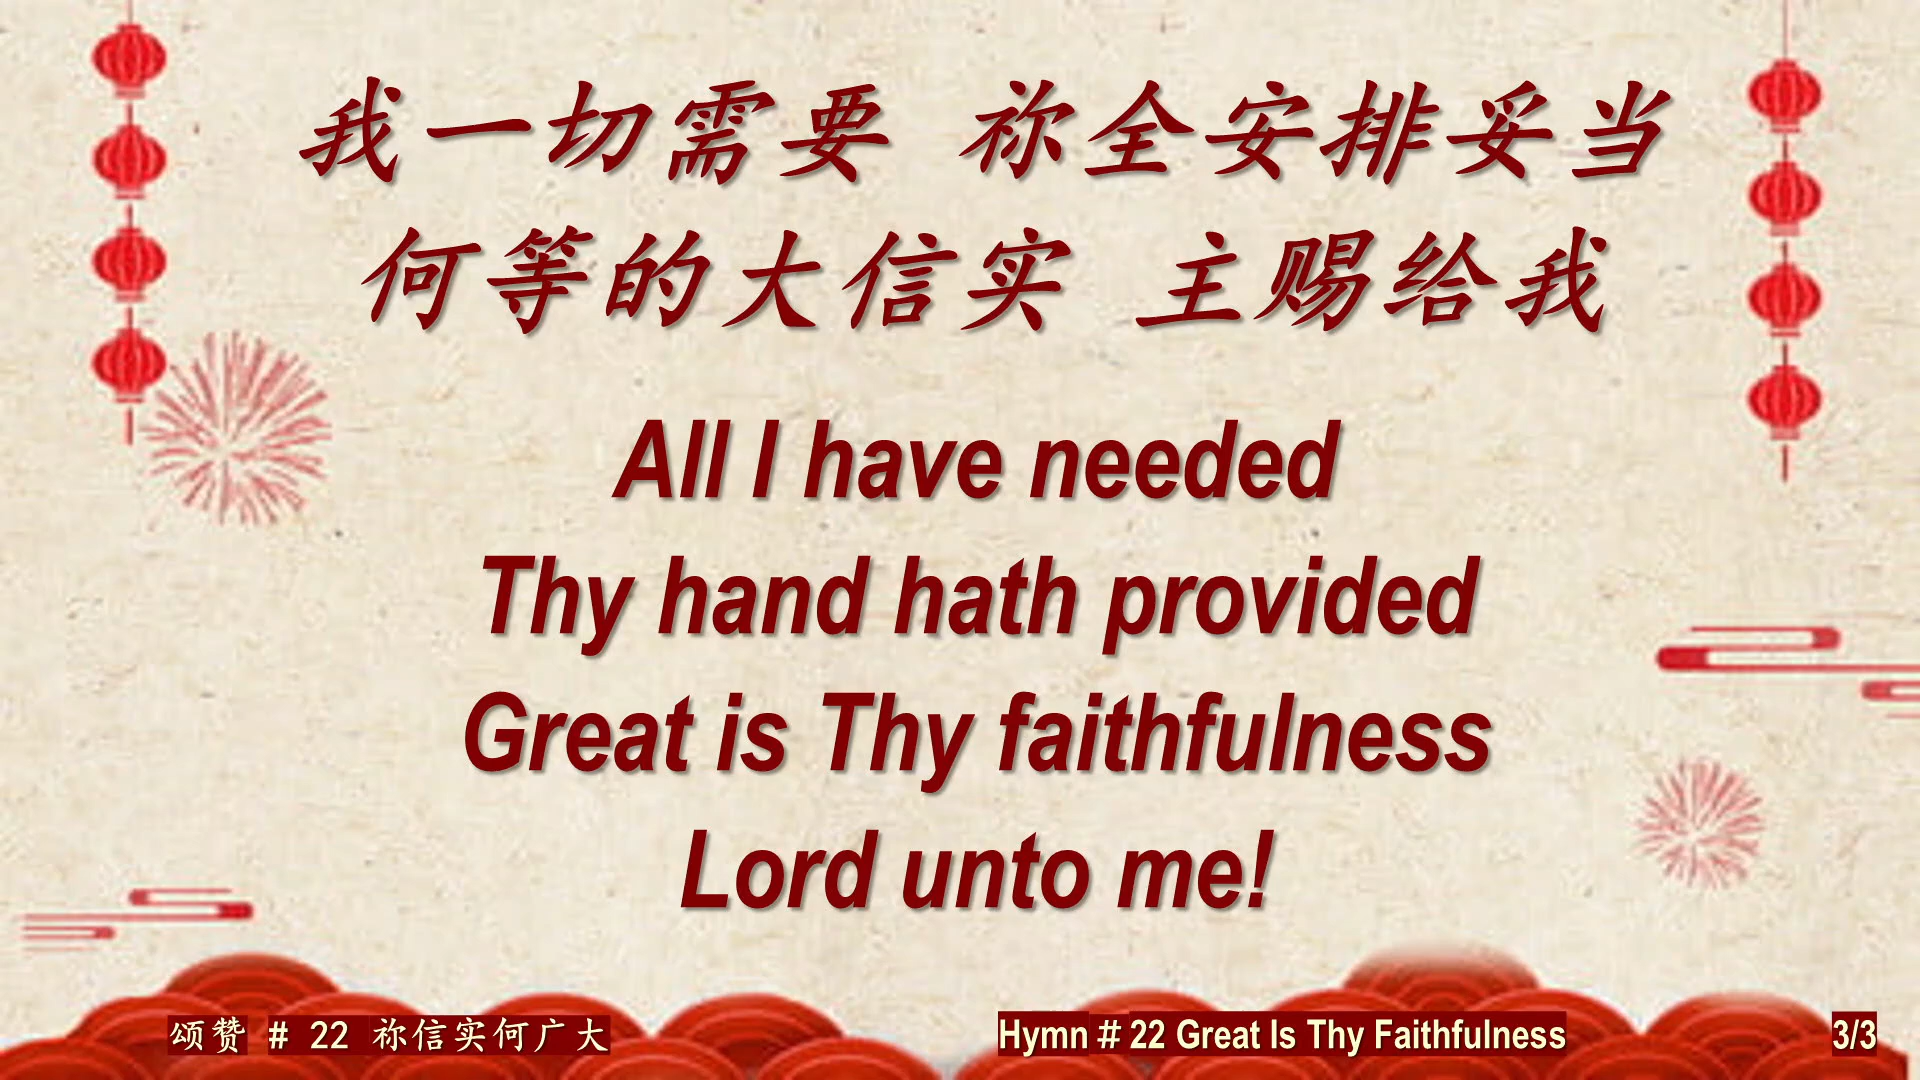 我一切需要 祢全安排妥当
何等的大信实 主赐给我
All I have needed
Thy hand hath provided
Great is Thy faithfulness
Lord unto me!
颂赞 # 22 祢信实何广大
Hymn # 22 Great Is Thy Faithfulness
3/3